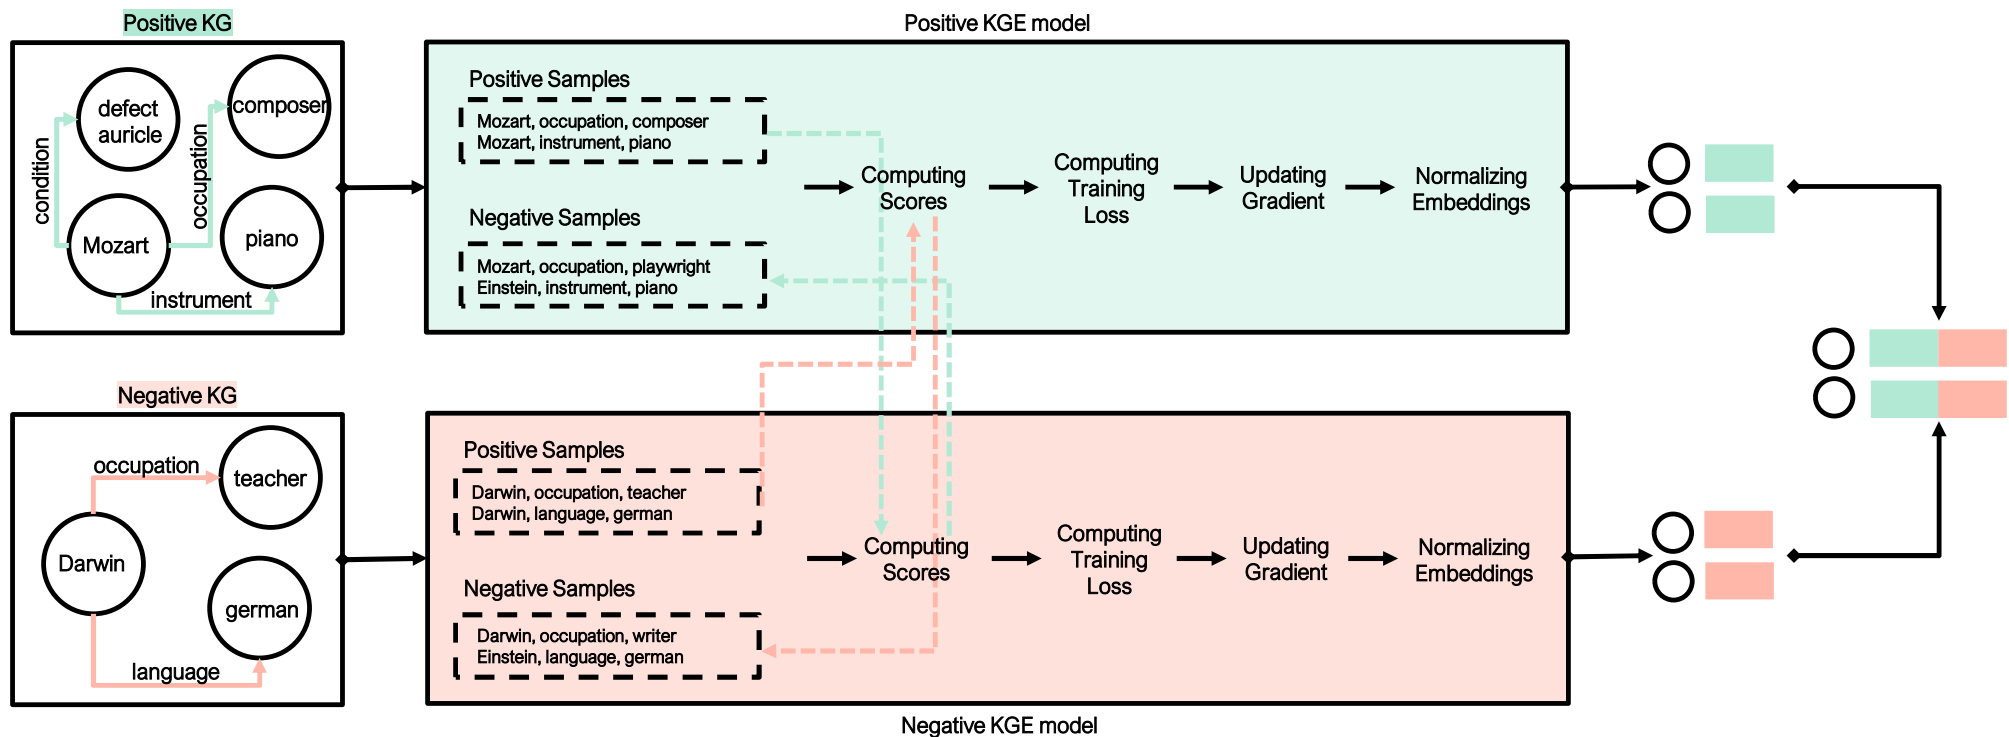 Positive KG
defect
auricle
composer
condition
occupation
Mozart
piano
instrument
Positive KGE model
Positive Samples
Mozart, occupation, composer
Mozart, instrument, piano
Negative Samples
Mozart, occupation, playwright
Einstein, instrument, piano
Computing
Scores
Computing
Training
Loss
Updating
Gradient
Normalizing
Embeddings
Negative KG
occupation
teacher
Darwin
german
language
Positive Samples
Darwin, occupation, teacher
Darwin, language, german
Negative Samples
Darwin, occupation, writer
Einstein, language, german
Computing
Scores
Computing
Training
Loss
Updating
Gradient
Normalizing
Embeddings
Negative KGE model